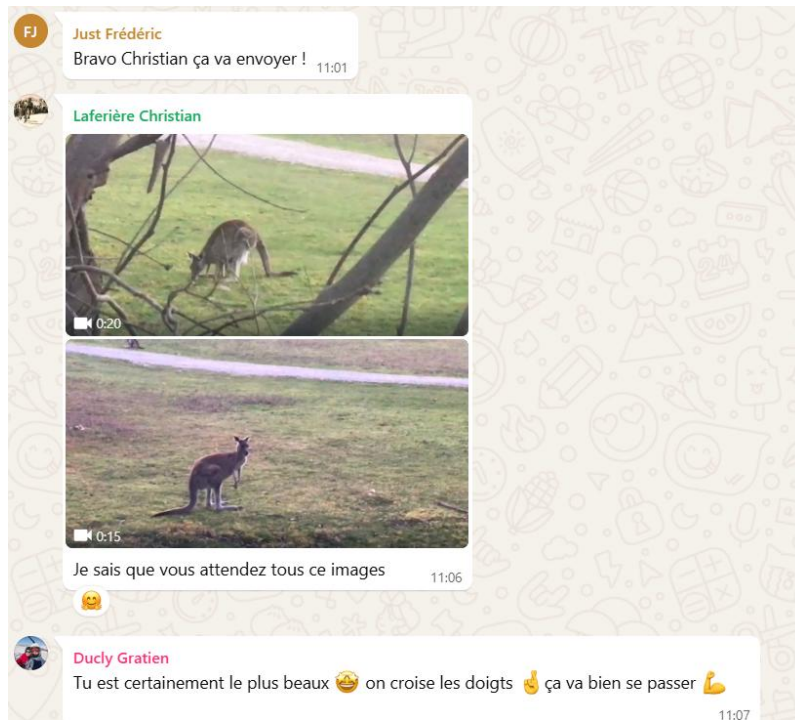 FJ
Just Frédéric
Bravo Christian ça va envoyer !
11:01
Laferière Christian
0:20
0:15
Je sais que vous attendez tous ce images
11:06
🤗
Ducly Gratien
Tu est certainement le plus beaux 🤩 on croise les doigts 🤞 ça va bien se passer 💪
11:07